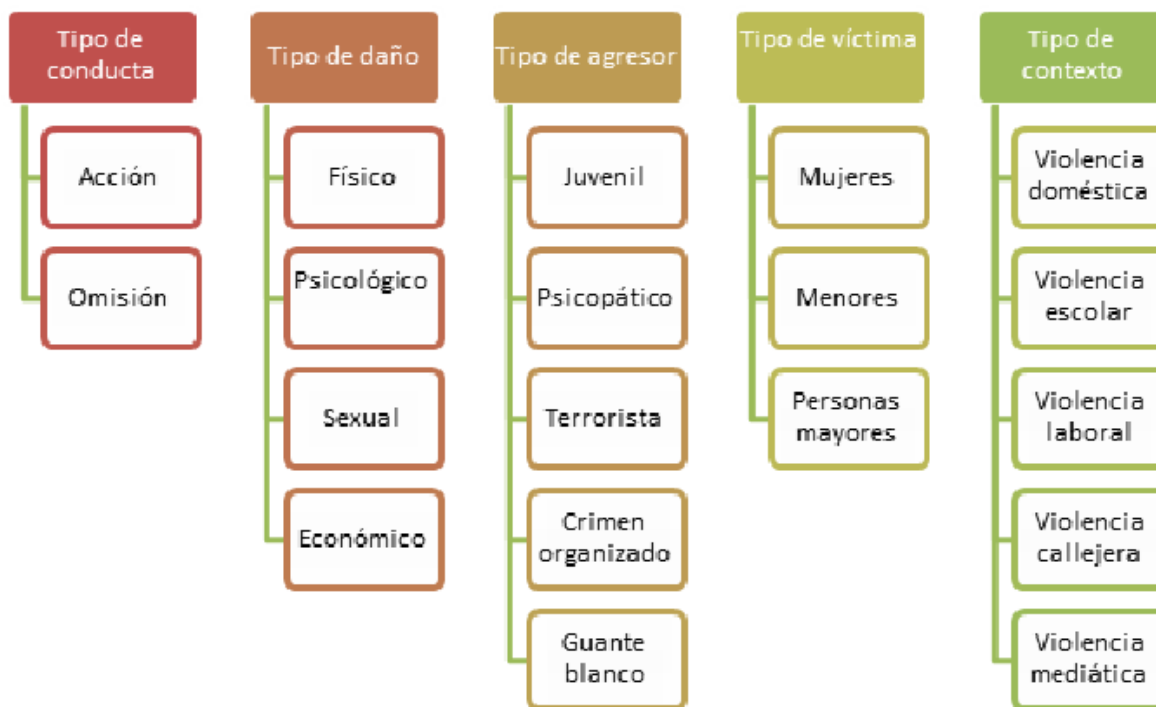 Tipo de
conducta
Acción
Omisión
Tipo de daño
Físico
Psicológico
Sexual
Económico
Tipo de agresor
Juvenil
Psicopático
Terrorista
Crimen
organizado
Guante
blanco
Tipo de víctima
Mujeres
Menores
Personas
mayores
Tipo de
contexto
Violencia
doméstica
Violencia
escolar
Violencia
laboral
Violencia
callejera
Violencia
mediática